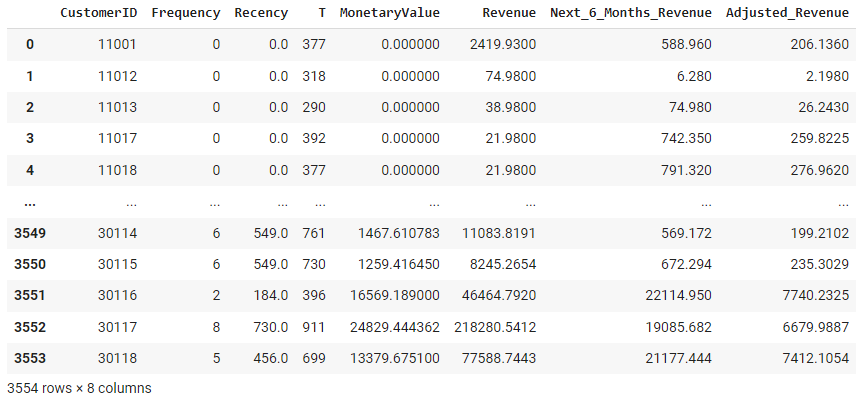 CustomerID Frequency Recency T MonetaryValue Revenue Next_6_Months_Revenue Adjusted_Revenue
0 11001 0 0.0 377 0.000000 2419.9300 588.960 206.1360
1 11012 0 0.0 318 0.000000 74.9800 6.280 2.1980
2 11013 0 0.0 290 0.000000 38.9800 74.980 26.2430
3 11017 0 0.0 392 0.000000 21.9800 742.350 259.8225
4 11018 0 0.0 377 0.000000 21.9800 791.320 276.9620
... ... ... ... ... ... ... ... ...
3549 30114 6 549.0 761 1467.610783 11083.8191 569.172 199.2102
3550 30115 6 549.0 730 1259.416450 8245.2654 672.294 235.3029
3551 30116 2 184.0 396 16569.189000 46464.7920 22114.950 7740.2325
3552 30117 8 730.0 911 24829.444362 218280.5412 19085.682 6679.9887
3553 30118 5 456.0 699 13379.675100 77588.7443 21177.444 7412.1054
3554 rows × 8 columns